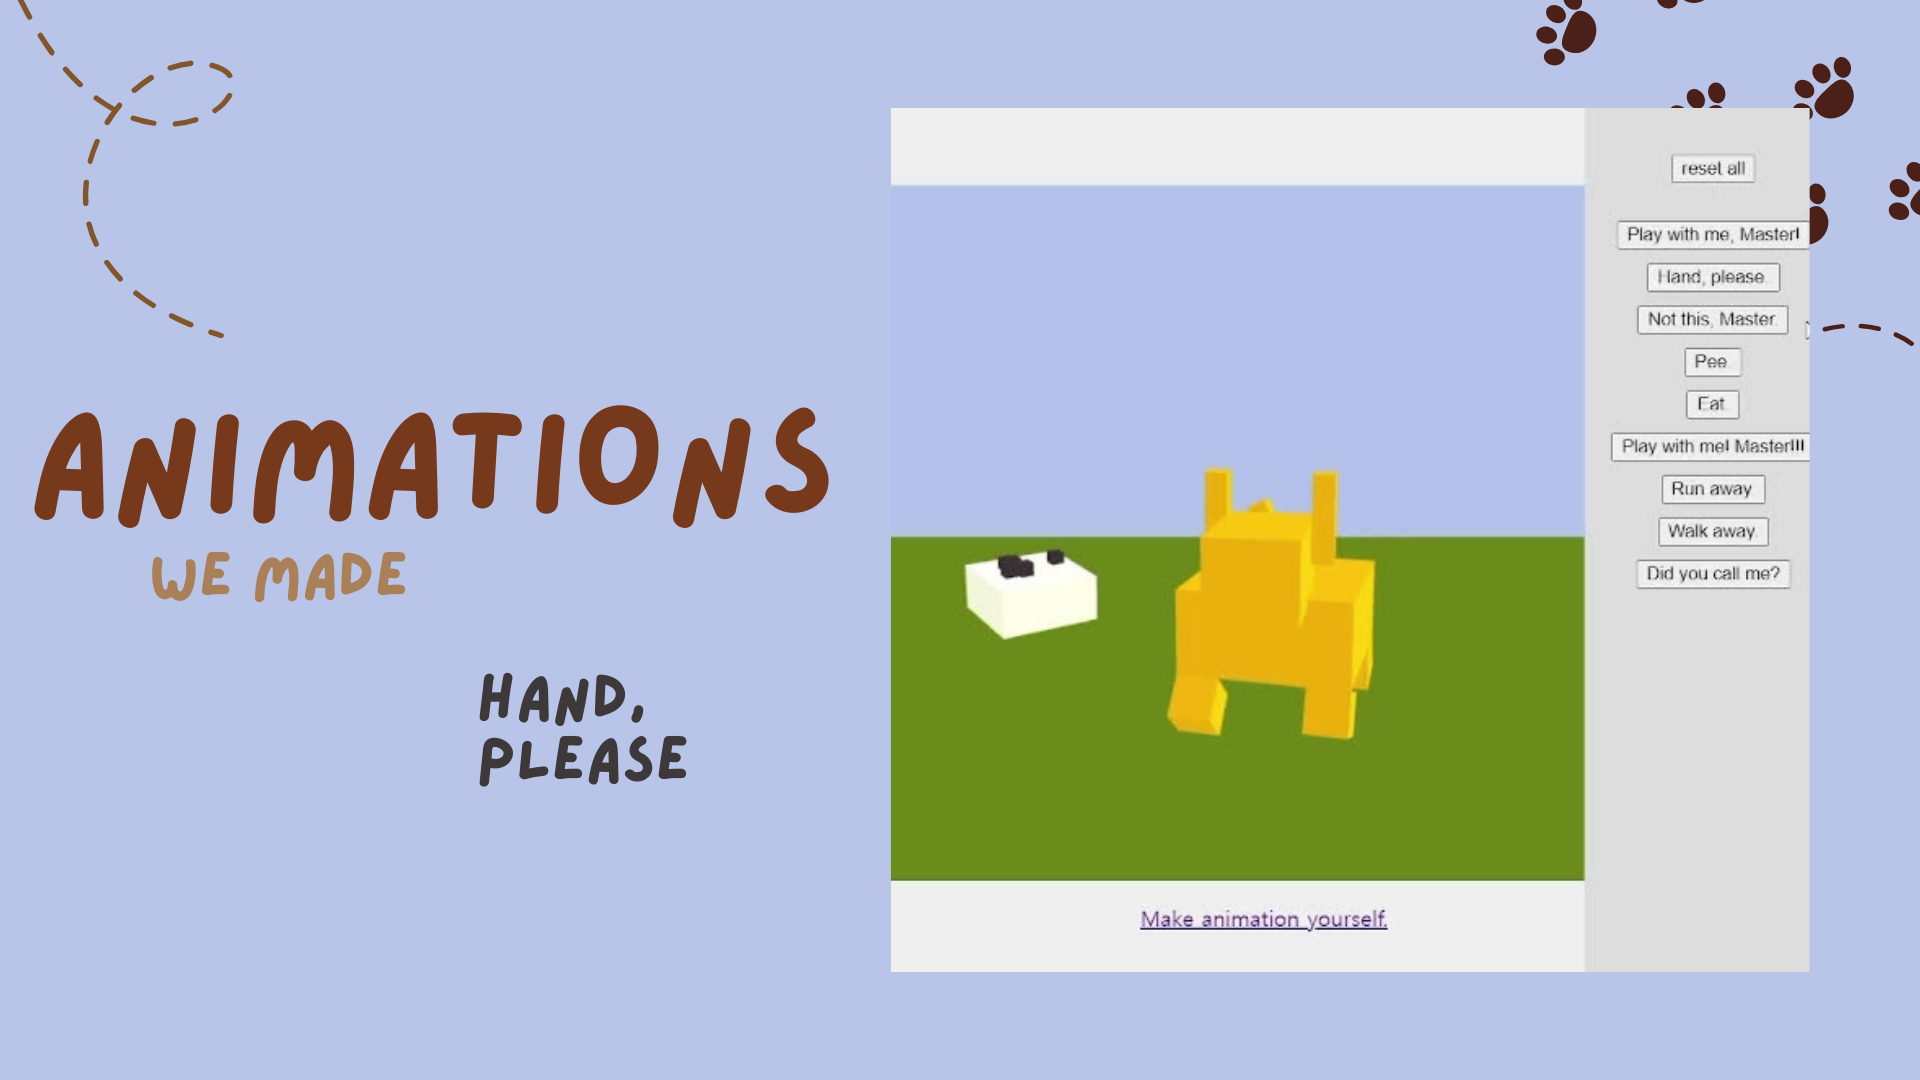 ANIMATIONS
WE MADE
HAND,
PLEASE
reset all
Play with me, Master!
Hand, please.
Not this, Master.
Pee.
Eat.
Play with me! Master!!!
Run away.
Walk away.
Did you call me?
Make animation yourself.